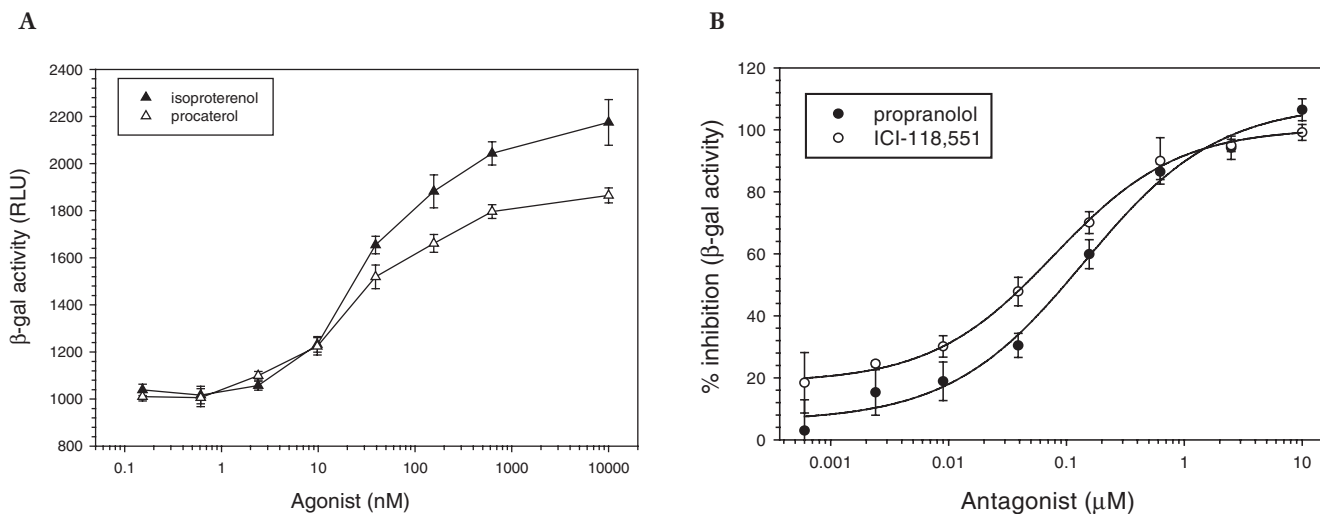 A
β-gal activity (RLU)
2400
2200
2000
1800
1600
1400
1200
1000
800
isoproterenol
procaterol
0.1
1
10
100
1000
10000
Agonist (nM)
B
% inhibition (β-gal activity)
120
100
80
60
40
20
0
propranolol
ICI-118,551
0.001
0.01
0.1
1
10
Antagonist (μM)